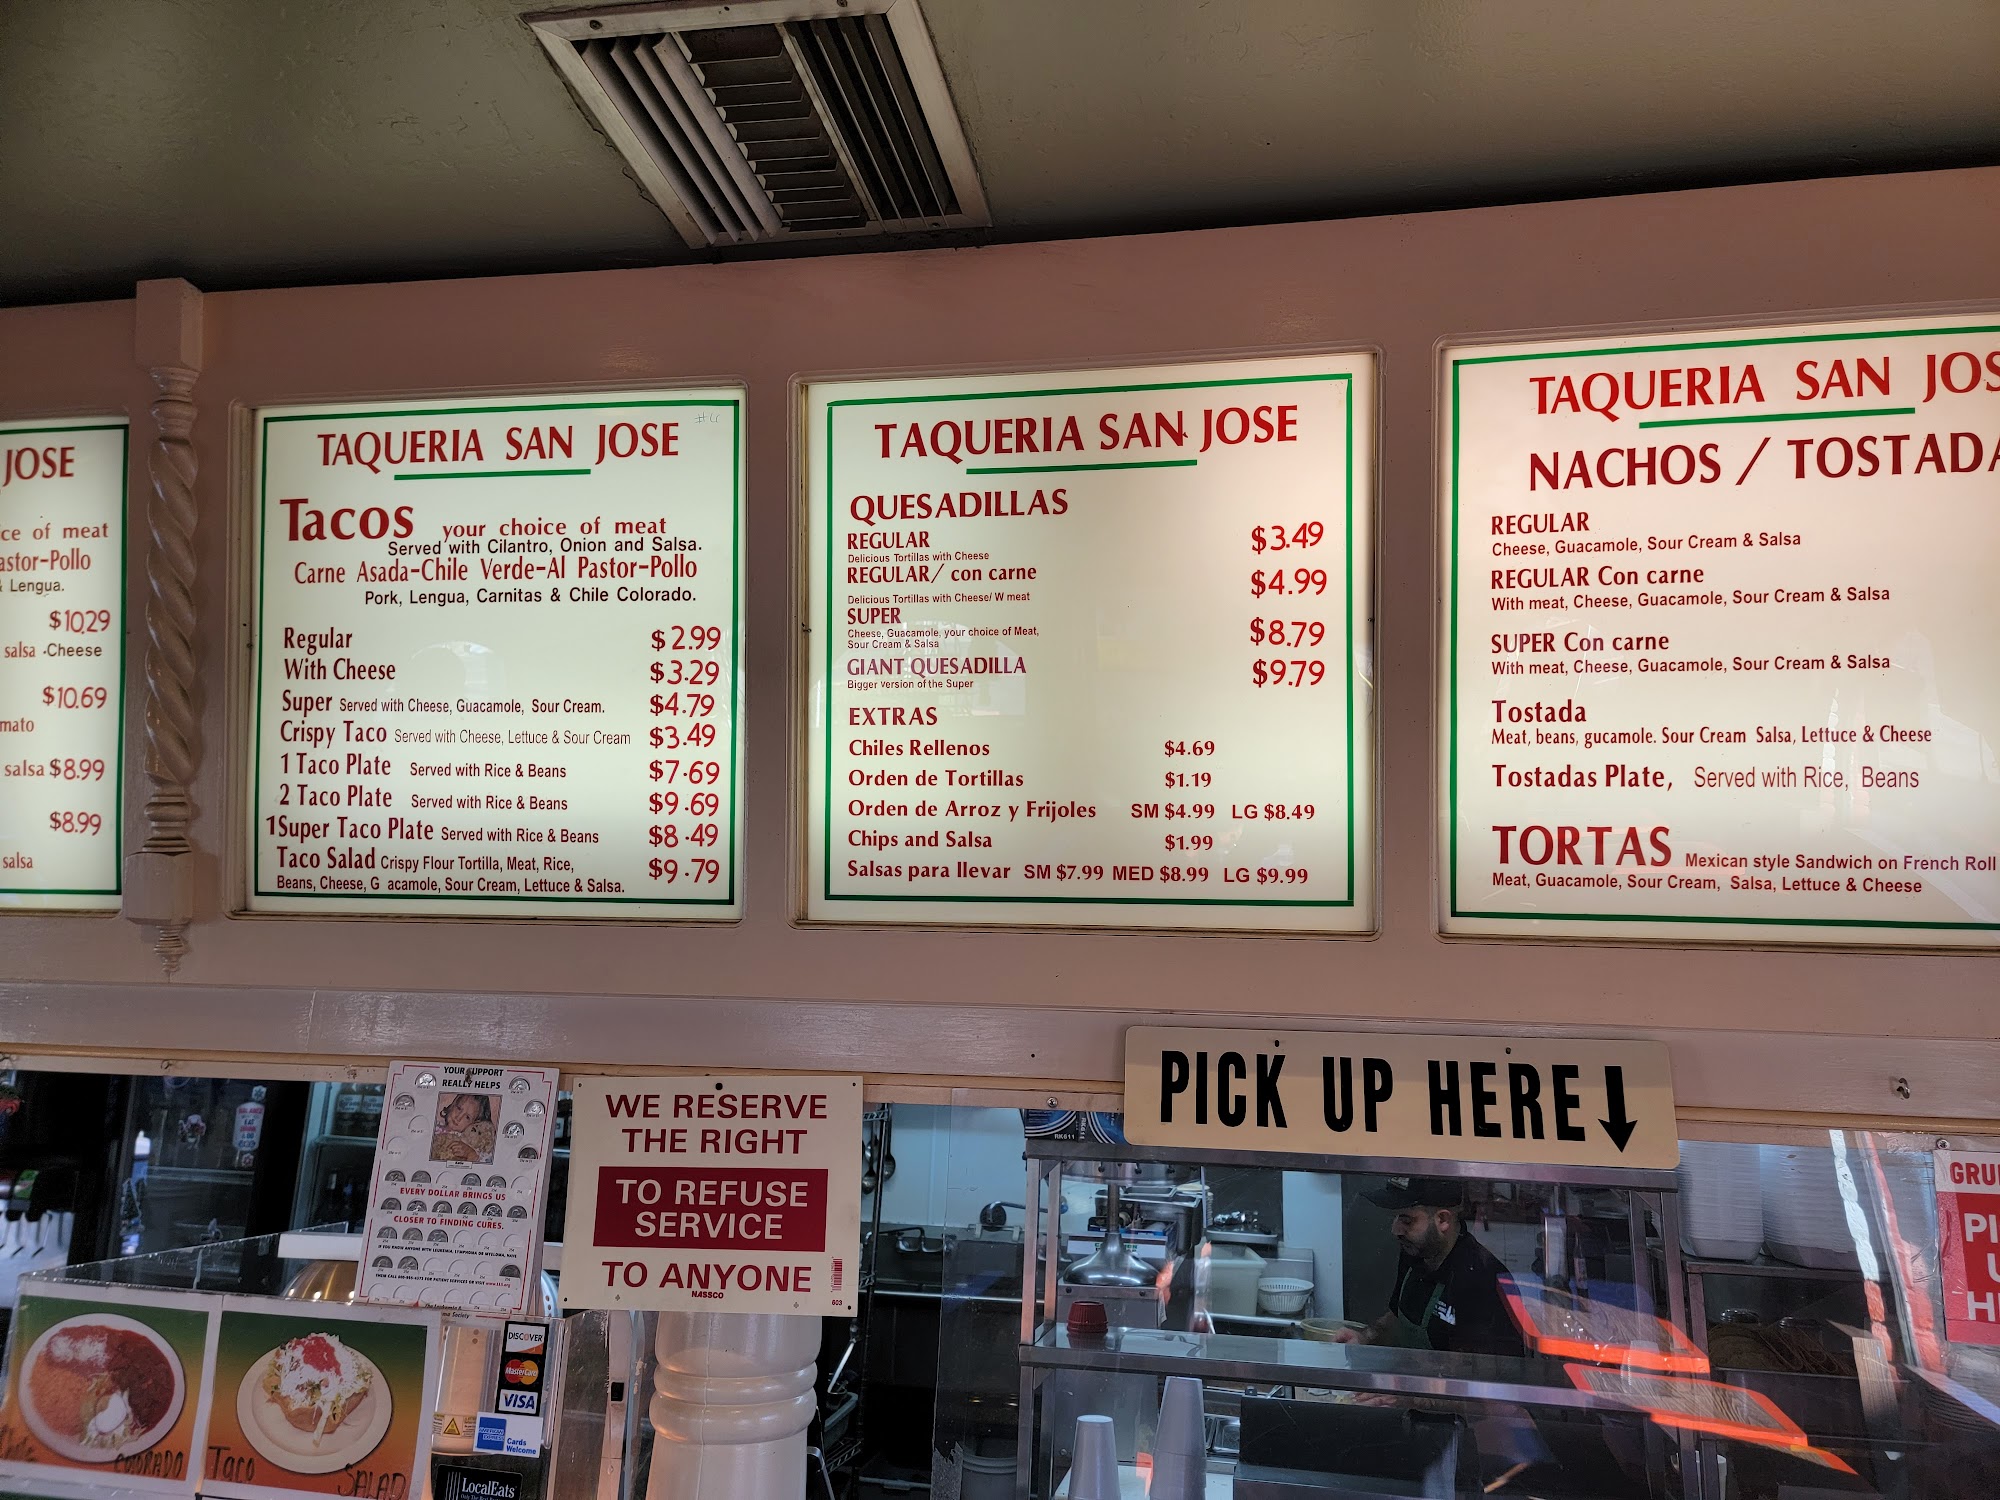 JOSE
ce of meat
astor-Pollo
& Lengua.
$10.29
salsa -Cheese
$10.69
mato
salsa $8.99
$8.99
salsa
#4
TAQUERIA SAN JOSE
Tacos your choice of meat
Served with Cilantro, Onion and Salsa.
Carne Asada-Chile Verde-Al Pastor-Pollo
Pork, Lengua, Carnitas & Chile Colorado.
Regular $2.99
With Cheese $3.29
Super Served with Cheese, Guacamole, Sour Cream. $4.79
Crispy Taco Served with Cheese, Lettuce & Sour Cream $3.49
1 Taco Plate Served with Rice & Beans $7.69
2 Taco Plate Served with Rice & Beans $9.69
1Super Taco Plate Served with Rice & Beans $8.49
Taco Salad Crispy Flour Tortilla, Meat, Rice, $9.79
Beans, Cheese, G acamole, Sour Cream, Lettuce & Salsa.
TAQUERIA SAN JOSE
QUESADILLAS
REGULAR $3.49
Delicious Tortillas with Cheese
REGULAR/ con carne $4.99
Delicious Tortillas with Cheese/ W meat
SUPER $8.79
Cheese, Guacamole, your choice of Meat,
Sour Cream & Salsa
GIANT QUESADILLA $9.79
Bigger version of the Super
EXTRAS
Chiles Rellenos $4.69
Orden de Tortillas $1.19
Orden de Arroz y Frijoles SM $4.99 LG $8.49
Chips and Salsa $1.99
Salsas para llevar SM $7.99 MED $8.99 LG $9.99
TAQUERIA SAN JOS
NACHOS / TOSTADA
REGULAR
Cheese, Guacamole, Sour Cream & Salsa
REGULAR Con carne
With meat, Cheese, Guacamole, Sour Cream & Salsa
SUPER Con carne
With meat, Cheese, Guacamole, Sour Cream & Salsa
Tostada
Meat, beans, gucamole. Sour Cream Salsa, Lettuce & Cheese
Tostadas Plate, Served with Rice, Beans
TORTAS Mexican style Sandwich on French Roll
Meat, Guacamole, Sour Cream, Salsa, Lettuce & Cheese
PICK UP HERE
YOUR SUPPORT
REALLY HELPS
EVERY DOLLAR BRINGS US
CLOSER TO FINDING CURES.
WE RESERVE
THE RIGHT
TO REFUSE
SERVICE
TO ANYONE
NASSCO
603
RK611
GRU
PI
U
H
COLORADO
Taco SALAD
DISCOVER
MasterCard
VISA
AMERICAN EXPRESS
Cards
Welcome
LocalEats